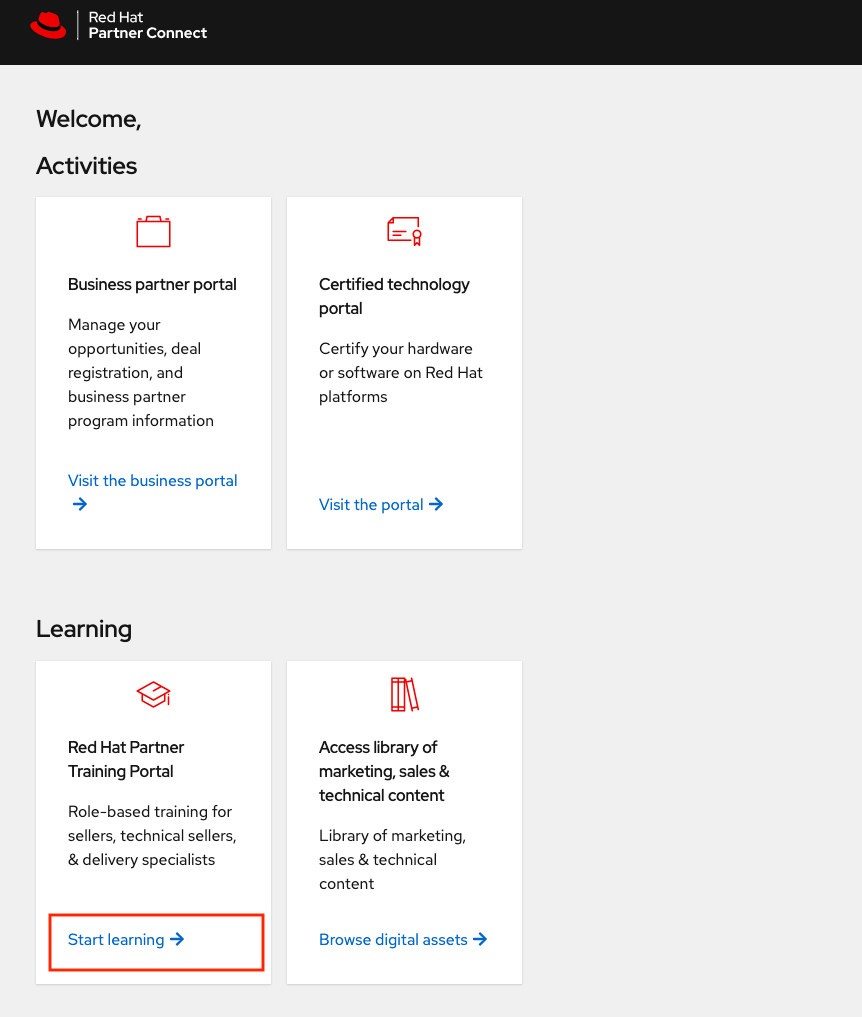 Red Hat
Partner Connect
Welcome,
Activities
Business partner portal
Manage your
opportunities, deal
registration, and
business partner
program information
Visit the business portal
Certified technology
portal
Certify your hardware
or software on Red Hat
platforms
Visit the portal
Learning
Red Hat Partner
Training Portal
Role-based training for
sellers, technical sellers,
& delivery specialists
Start learning
Access library of
marketing, sales &
technical content
Library of marketing,
sales & technical
content
Browse digital assets